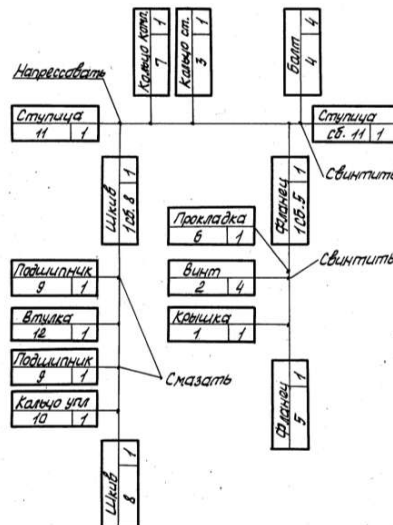 Кольцо комп.
7 1
Кольцо ст.
3 1
Болт
4 4
Напрессовать
Ступица
11 1
Ступица
сб. 11 1
Свинтить
Шкив
1сб. 8 1
Фланец
1сб. 5 1
Прокладка
6 1
Свинтить
Подшипник
9 1
Винт
2 4
Втулка
12 1
Крышка
1 1
Подшипник
9 1
Смазать
Кольцо упл
10 1
Фланец
5 1
Шкив
8 1